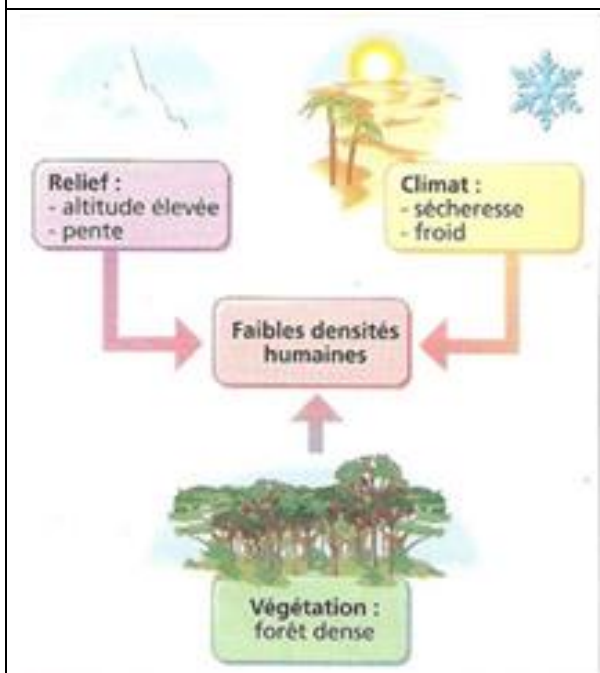 Relief :
- altitude élevée
- pente
Climat :
- sécheresse
- froid
Faibles densités
humaines
Végétation :
forêt dense